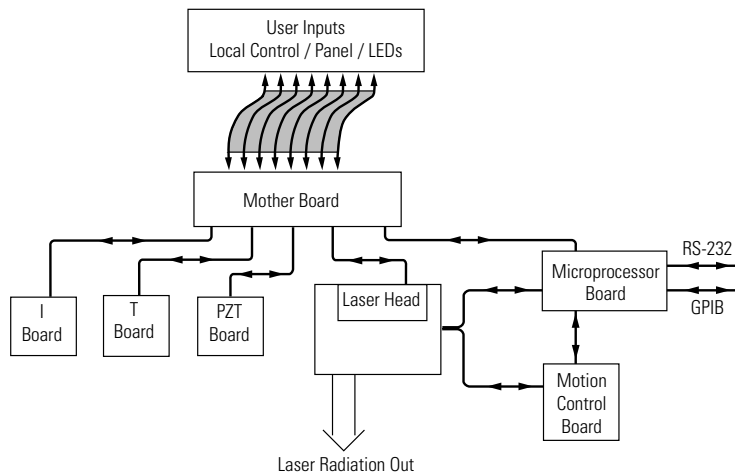 User Inputs
Local Control / Panel / LEDs
Mother Board
I
Board
T
Board
PZT
Board
Laser Head
Microprocessor
Board
RS-232
GPIB
Motion
Control
Board
Laser Radiation Out